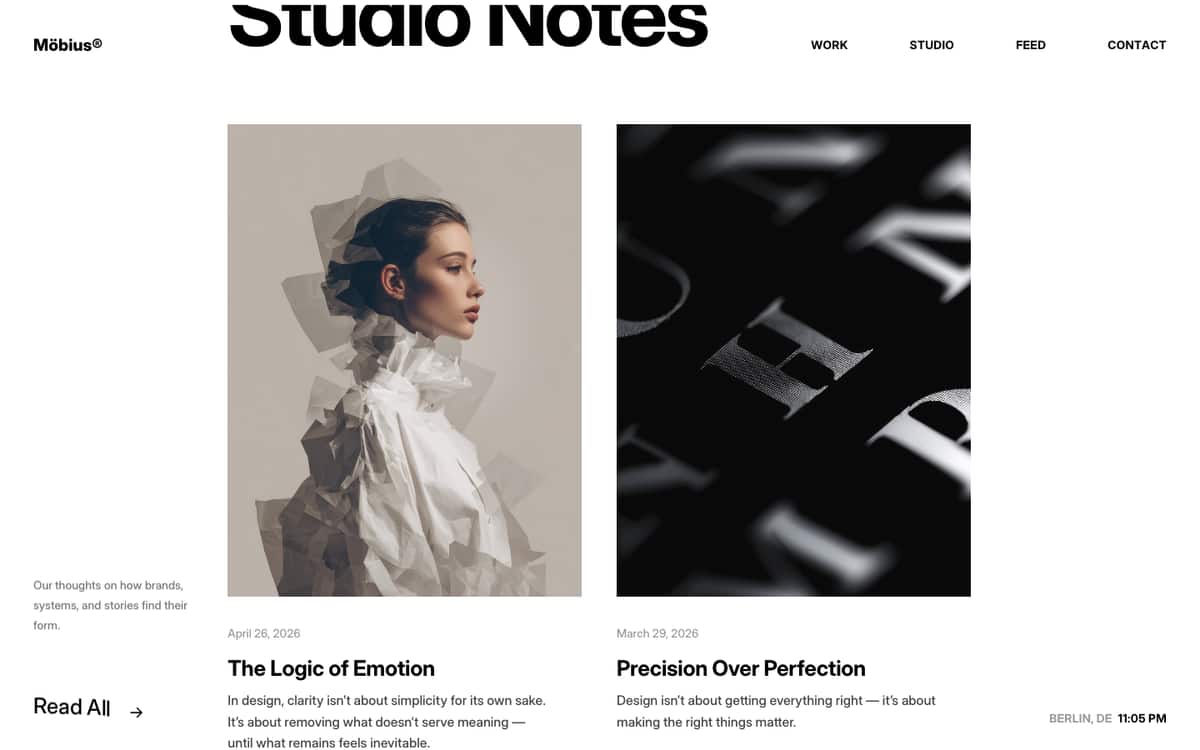 Studio Notes
Möbius®
WORK
STUDIO
FEED
CONTACT
Our thoughts on how brands,
systems, and stories find their
form.
Read All →
April 26, 2026
The Logic of Emotion
In design, clarity isn't about simplicity for its own sake.
It's about removing what doesn't serve meaning —
until what remains feels inevitable.
H
March 29, 2026
Precision Over Perfection
Design isn't about getting everything right — it's about
making the right things matter.
BERLIN, DE 11:05 PM